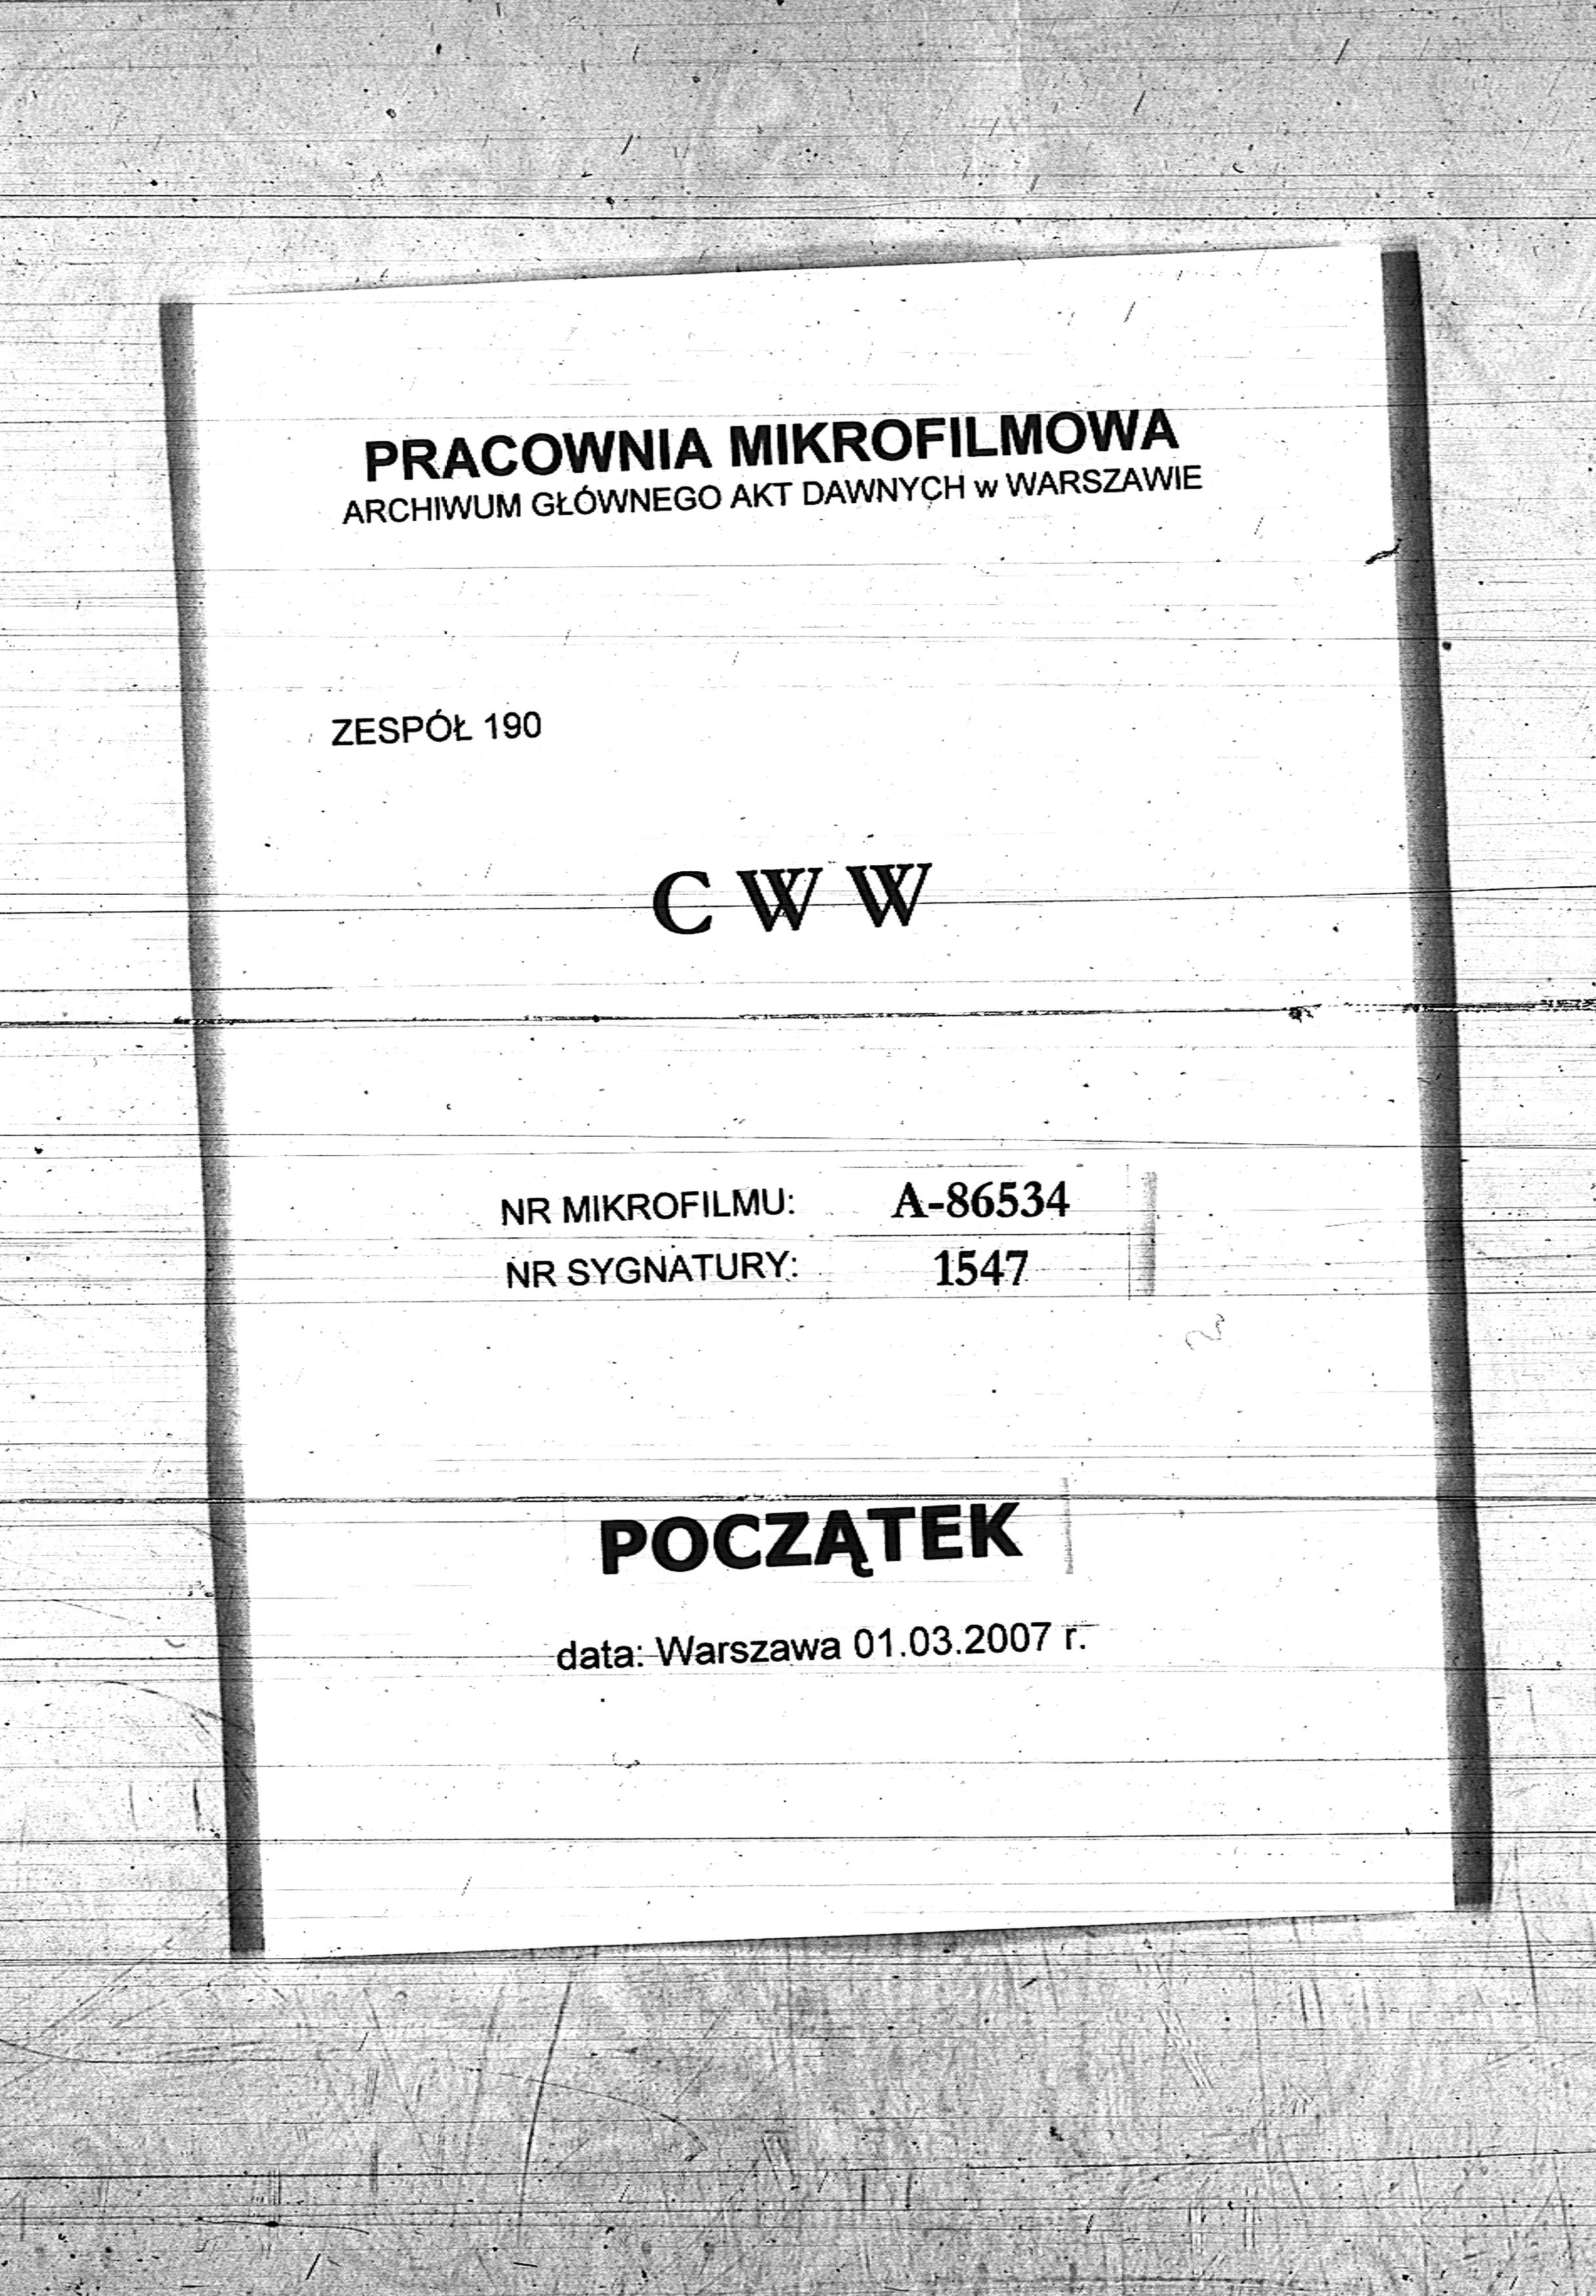 PRACOWNIA MIKROFILMOWA
ARCHIWUM GŁÓWNEGO AKT DAWNYCH w WARSZAWIE
ZESPÓŁ 190
C W W
NR MIKROFILMU: A-86534
NR SYGNATURY: 1547
POCZĄTEK
data: Warszawa 01.03.2007 r.